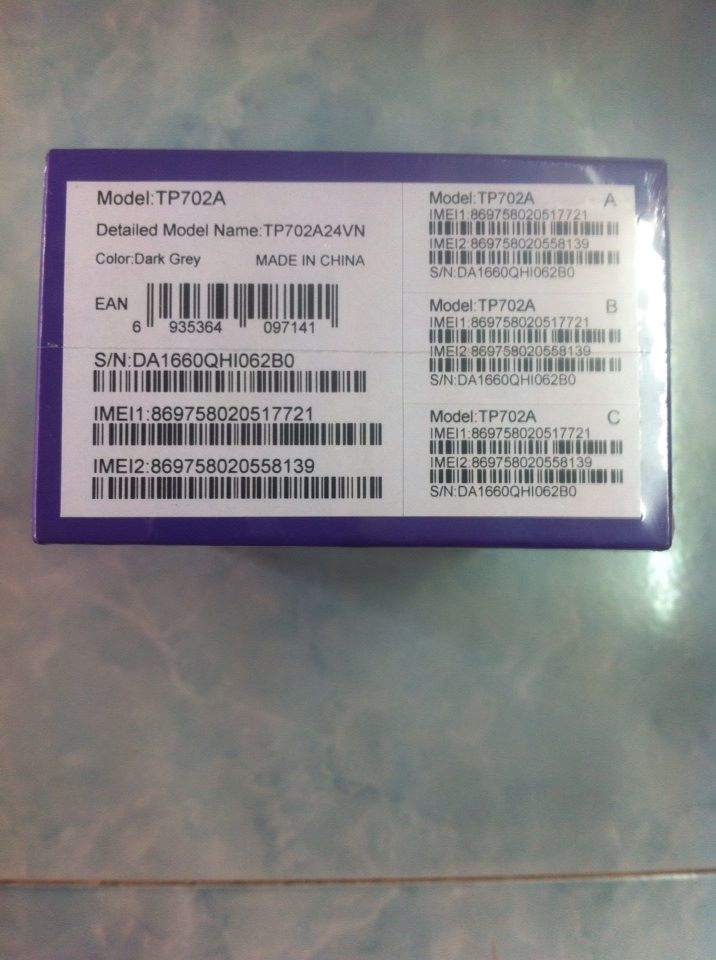 Model:TP702A
Detailed Model Name:TP702A24VN
Color:Dark Grey MADE IN CHINA
EAN
6 935364 097141
S/N:DA1660QHI062B0
IMEI1:869758020517721
IMEI2:869758020558139
Model:TP702A A
IMEI1:869758020517721
IMEI2:869758020558139
S/N:DA1660QHI062B0
Model:TP702A B
IMEI1:869758020517721
IMEI2:869758020558139
S/N:DA1660QHI062B0
Model:TP702A C
IMEI1:869758020517721
IMEI2:869758020558139
S/N:DA1660QHI062B0